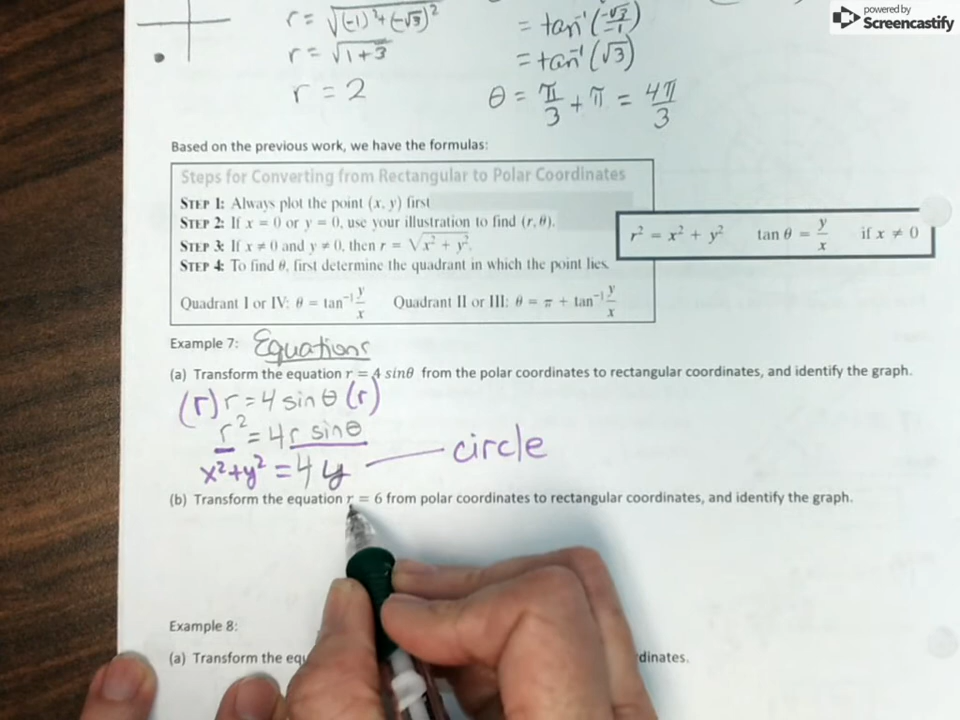 powered by
Screencastify
r = √(-1)²+(-√3)²
= tan⁻¹(-√3/-1)
r = √1+3
= tan⁻¹(√3)
r = 2
θ = π/3 + π = 4π/3
Based on the previous work, we have the formulas:
Steps for Converting from Rectangular to Polar Coordinates
STEP 1: Always plot the point (x, y) first
STEP 2: If x = 0 or y = 0, use your illustration to find (r, θ).
STEP 3: If x ≠ 0 and y ≠ 0, then r = √x² + y².
STEP 4: To find θ, first determine the quadrant in which the point lies.
Quadrant I or IV: θ = tan⁻¹ y/x Quadrant II or III: θ = π + tan⁻¹ y/x
r² = x² + y² tan θ = y/x if x ≠ 0
Example 7: Equations
(a) Transform the equation r = 4 sinθ from the polar coordinates to rectangular coordinates, and identify the graph.
(r) r = 4 sinθ (r)
r² = 4r sinθ
x²+y² = 4y — circle
(b) Transform the equation r = 6 from polar coordinates to rectangular coordinates, and identify the graph.
Example 8:
(a) Transform the equ
dinates.